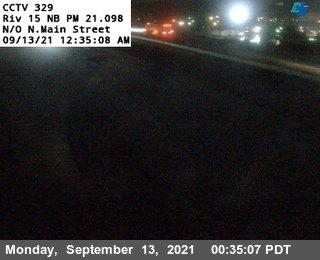 CCTV 329
Riv 15 NB PM 21.098
N/O N.Main Street
09/13/21 12:35:08 AM
Monday, September 13, 2021 00:35:07 PDT